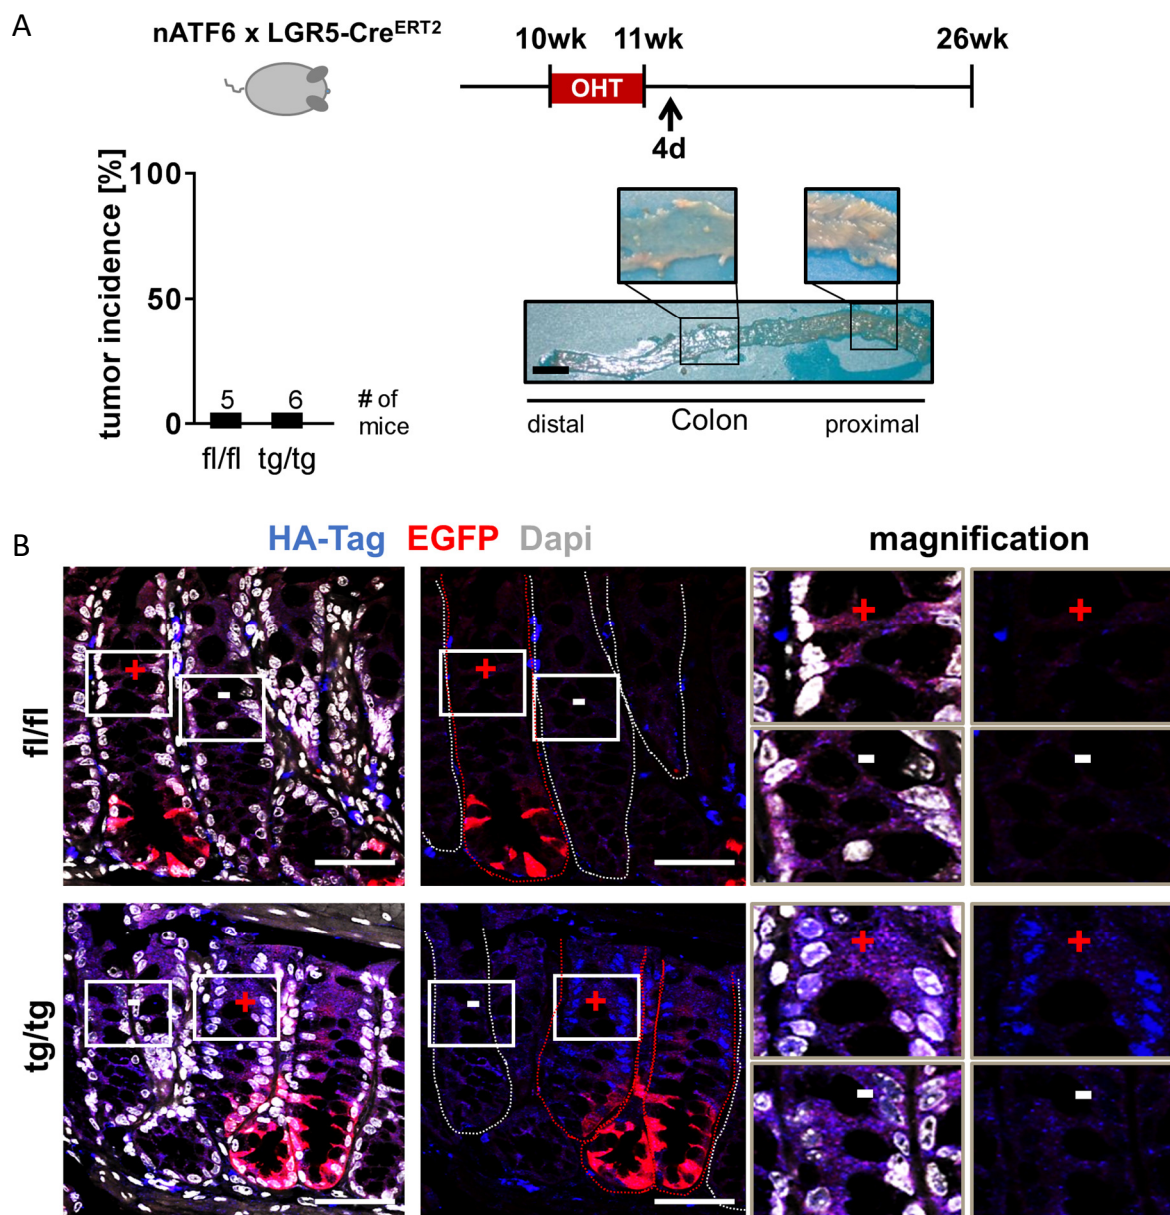 A
nATF6 x LGR5-CreERT2
10wk 11wk 26wk
OHT
4d
tumor incidence [%]
100
50
0
5 6 # of
mice
fl/fl tg/tg
distal Colon proximal
B
HA-Tag EGFP Dapi magnification
fl/fl
+ + + +
- - - -
tg/tg
- + - + + +
- -